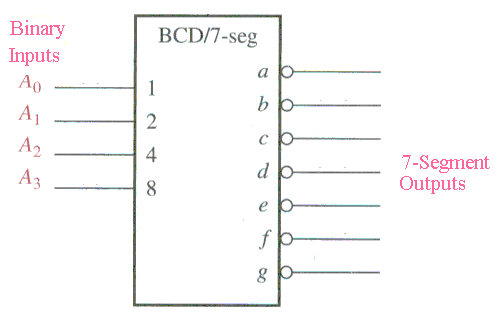 Binary
Inputs
BCD/7-seg
A0
A1
A2
A3
1
2
4
8
a
b
c
d
e
f
g
7-Segment
Outputs